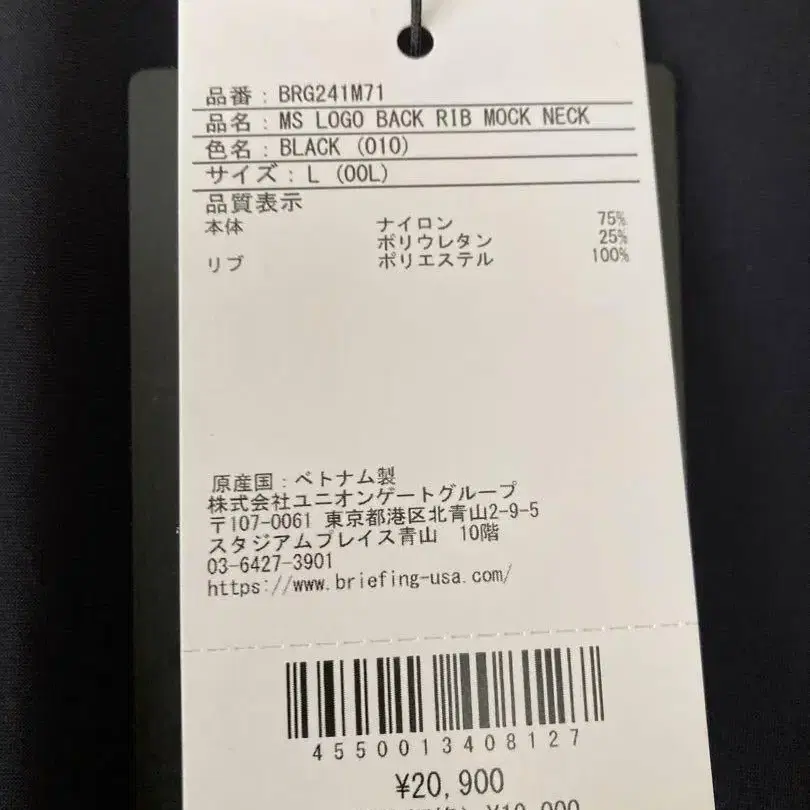 品番：BRG241M71
品名：MS LOGO BACK RIB MOCK NECK
色名：BLACK (010)
サイズ：L (00L)
品質表示
本体 ナイロン 75%
ポリウレタン 25%
リブ ポリエステル 100%
原産国：ベトナム製
株式会社ユニオンゲートグループ
〒107-0061 東京都港区北青山2-9-5
スタジアムプレイス青山 10階
03-6427-3901
https://www.briefing-usa.com/
4550013408127
¥20,900